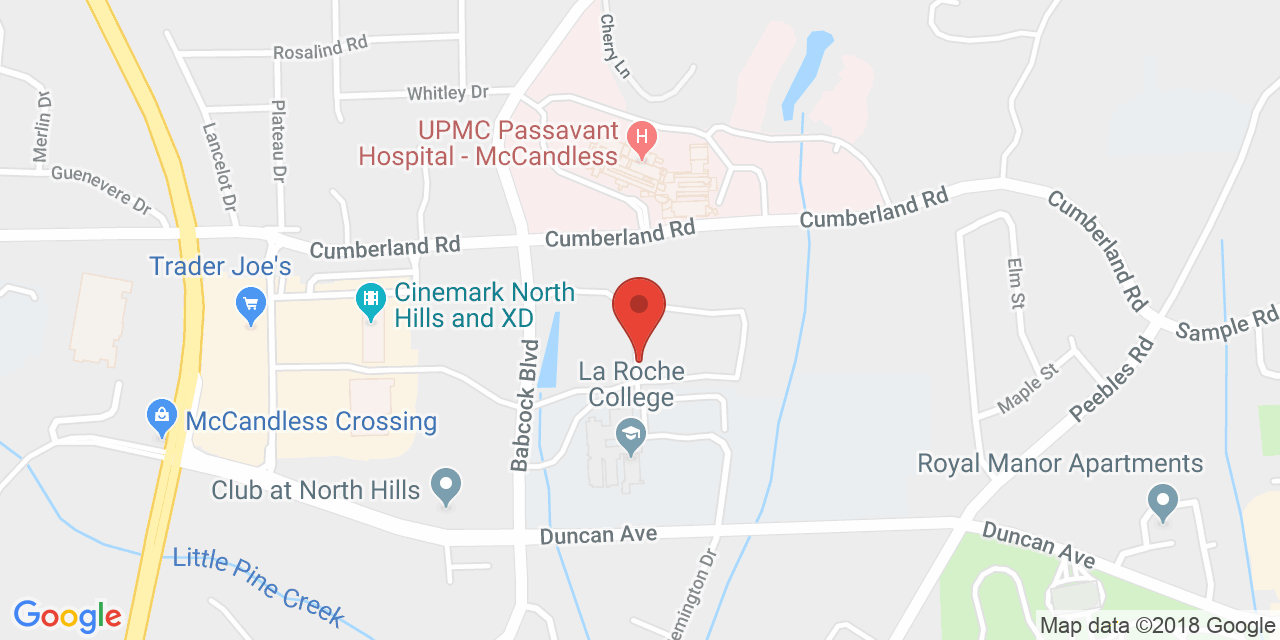 Cherry Ln
Rosalind Rd
Whitley Dr
Merlin Dr
Lancelot Dr
Plateau Dr
UPMC Passavant
Hospital - McCandless
Guenevere Dr
Cumberland Rd
Cumberland Rd
Cumberland Rd
Cumberland Rd
Trader Joe's
Elm St
Cinemark North
Hills and XD
Sample Rd
Babcock Blvd
La Roche
College
Maple St
Peebles Rd
McCandless Crossing
Royal Manor Apartments
Club at North Hills
H
Duncan Ave
Duncan Ave
Little Pine Creek
emington Dr
Google
Map data ©2018 Google